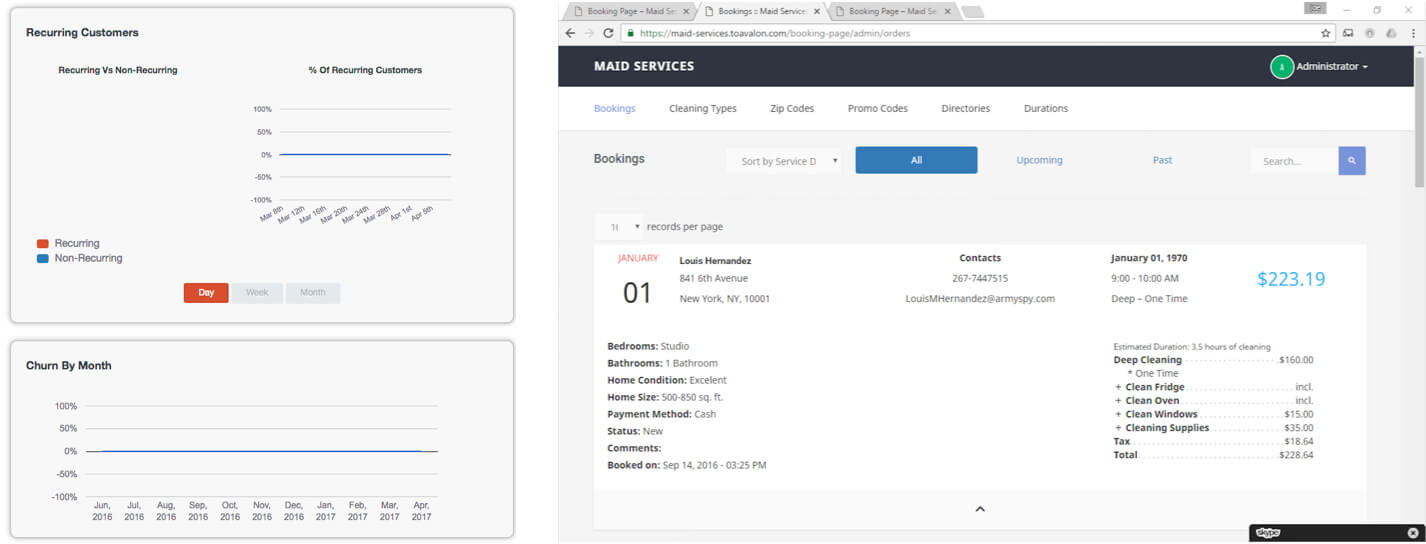 Recurring Customers
Recurring Vs Non-Recurring
% Of Recurring Customers
100%
50%
0%
-50%
-100%
Mar 8th Mar 12th Mar 16th Mar 20th Mar 24th Mar 28th Apr 1st Apr 5th
Recurring
Non-Recurring
Day Week Month
Churn By Month
100%
50%
0%
-50%
-100%
Jun, Jul, Aug, Sep, Oct, Nov, Dec, Jan, Feb, Mar, Apr,
2016 2016 2016 2016 2016 2016 2016 2017 2017 2017 2017
Booking Page – Maid Ser Bookings :: Maid Service Booking Page – Maid Ser
https://maid-services.toavalon.com/booking-page/admin/orders
MAID SERVICES
A Administrator
Bookings Cleaning Types Zip Codes Promo Codes Directories Durations
Bookings Sort by Service D All Upcoming Past Search...
records per page
JANUARY Louis Hernandez Contacts January 01, 1970
01 841 6th Avenue 267-7447515 9:00 - 10:00 AM $223.19
New York, NY, 10001 LouisMHernandez@armyspy.com Deep – One Time
Bedrooms: Studio
Bathrooms: 1 Bathroom
Home Condition: Excelent
Home Size: 500-850 sq. ft.
Payment Method: Cash
Status: New
Comments:
Booked on: Sep 14, 2016 - 03:25 PM
Estimated Duration: 3.5 hours of cleaning
Deep Cleaning $160.00
* One Time
+ Clean Fridge incl.
+ Clean Oven incl.
+ Clean Windows $15.00
+ Cleaning Supplies $35.00
Tax $18.64
Total $228.64
skype